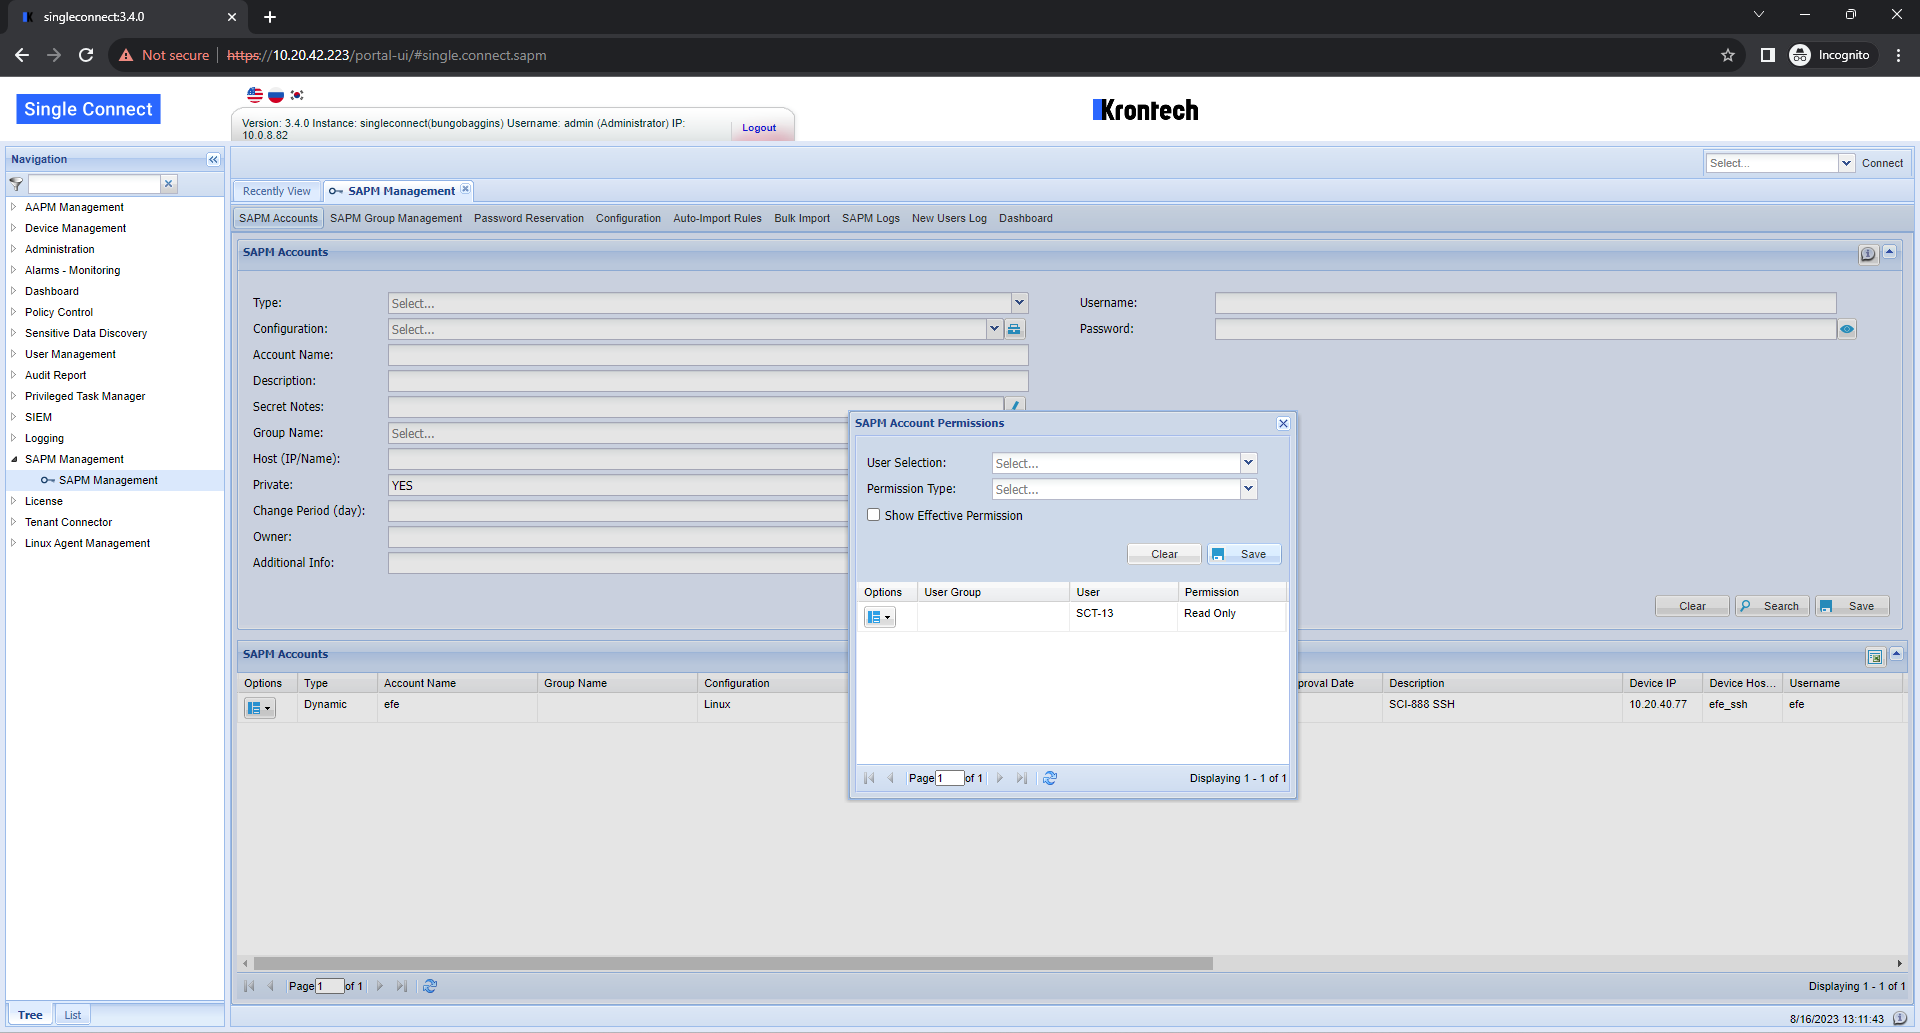 singleconnect:3.4.0
Not secure https://10.20.42.223/portal-ui/#single.connect.sapm
Incognito
Single Connect
Version: 3.4.0 Instance: singleconnect(bungobaggins) Username: admin (Administrator) IP:
10.0.8.82
Logout
Krontech
Navigation
Select...
Connect
Recently View
SAPM Management
SAPM Accounts
SAPM Group Management
Password Reservation
Configuration
Auto-Import Rules
Bulk Import
SAPM Logs
New Users Log
Dashboard
AAPM Management
Device Management
Administration
Alarms - Monitoring
Dashboard
Policy Control
Sensitive Data Discovery
User Management
Audit Report
Privileged Task Manager
SIEM
Logging
SAPM Management
SAPM Management
License
Tenant Connector
Linux Agent Management
SAPM Accounts
Type: Select...
Configuration: Select...
Account Name:
Description:
Secret Notes:
Group Name: Select...
Host (IP/Name):
Private: YES
Change Period (day):
Owner:
Additional Info:
Username:
Password:
Clear
Search
Save
SAPM Account Permissions
User Selection: Select...
Permission Type: Select...
Show Effective Permission
Clear
Save
Options User Group User Permission
SCT-13 Read Only
Page 1 of 1
Displaying 1 - 1 of 1
SAPM Accounts
Options Type Account Name Group Name Configuration proval Date Description Device IP Device Hos... Username
Dynamic efe Linux SCI-888 SSH 10.20.40.77 efe_ssh efe
Page 1 of 1
Displaying 1 - 1 of 1
Tree
List
8/16/2023 13:11:43